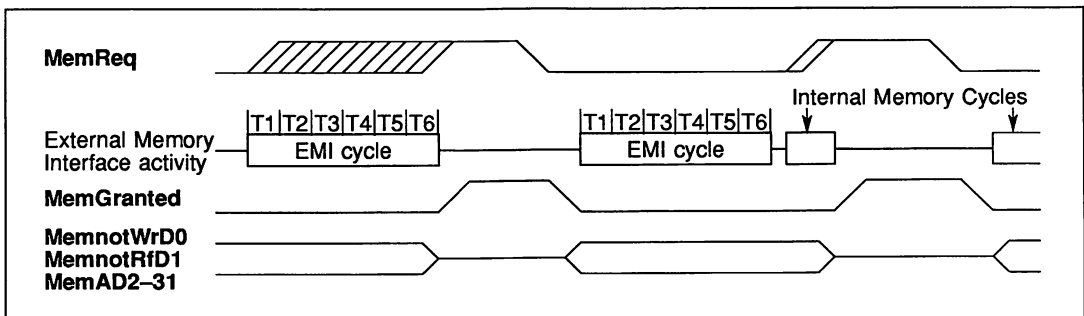 MemReq
Internal Memory Cycles
T1 T2 T3 T4 T5 T6
T1 T2 T3 T4 T5 T6
External Memory
Interface activity
EMI cycle
EMI cycle
MemGranted
MemnotWrD0
MemnotRfD1
MemAD2–31